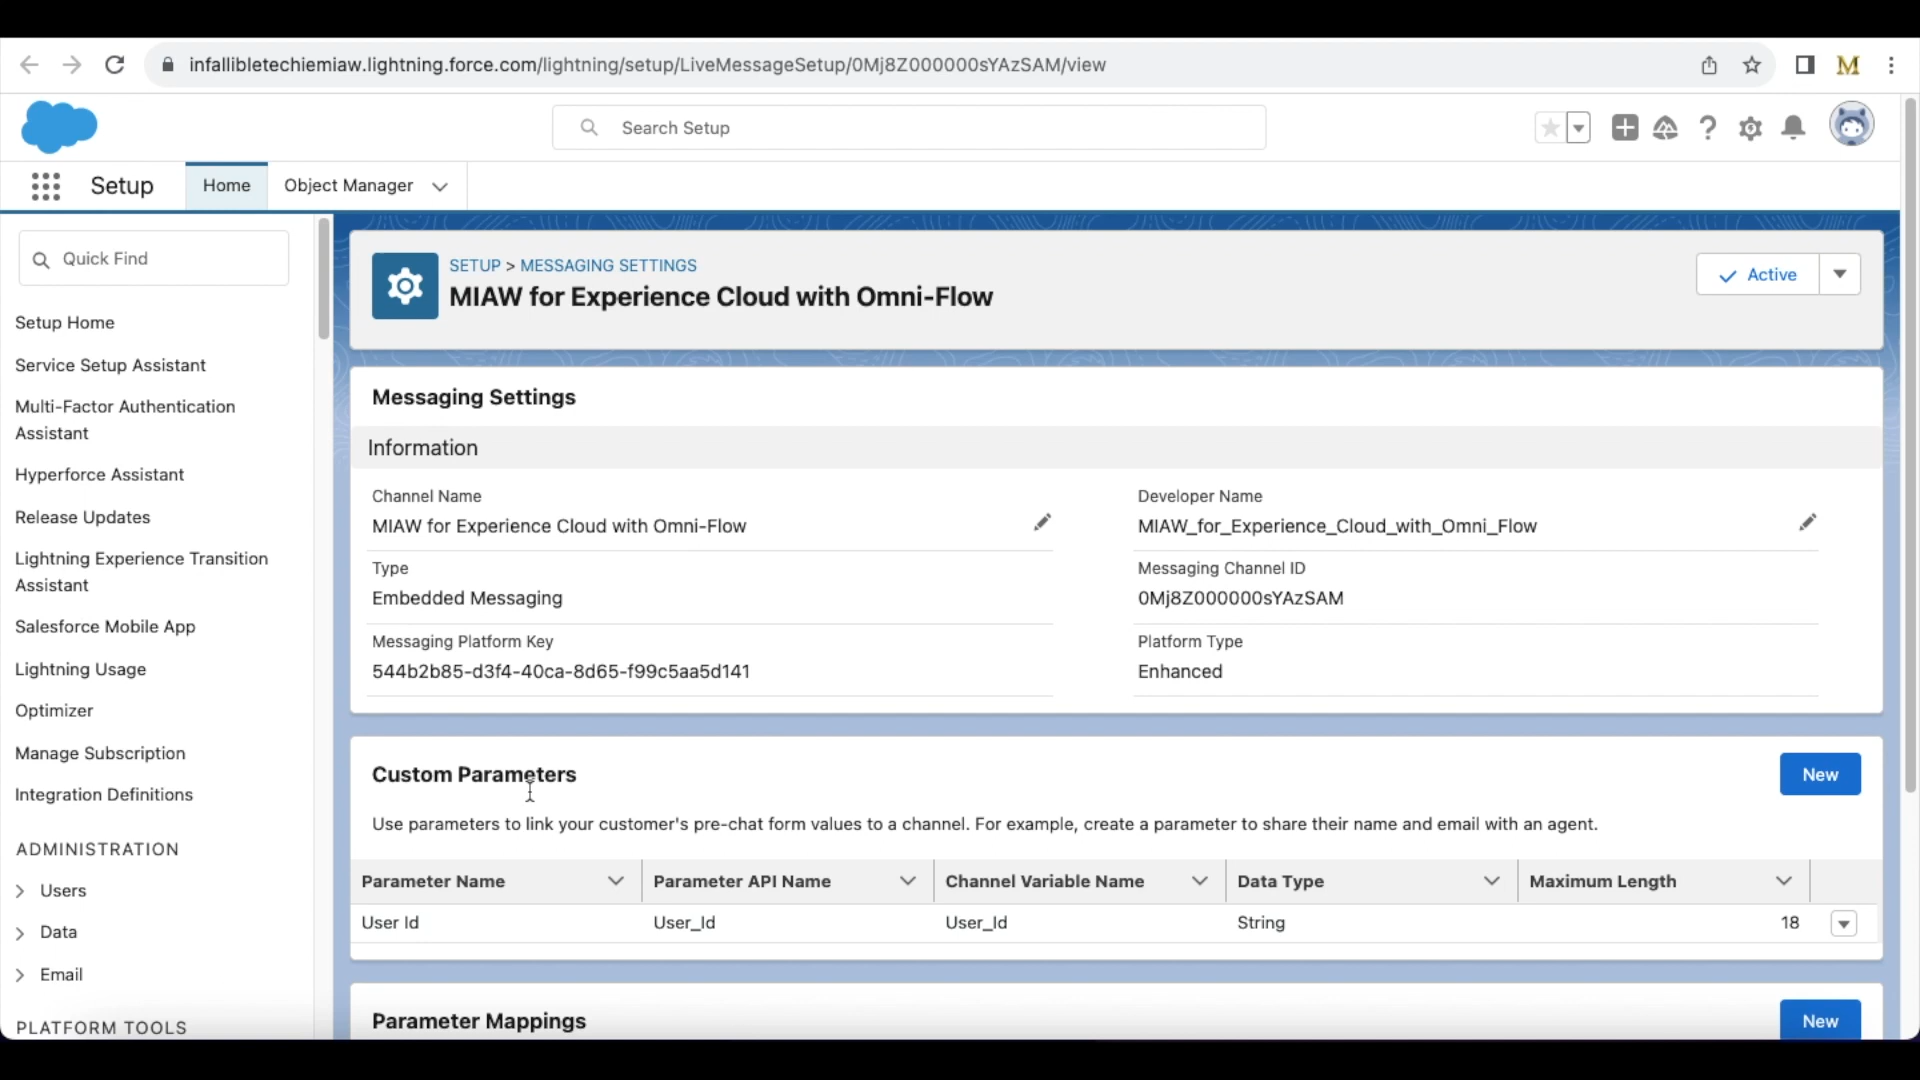 infallibletechiemiaw.lightning.force.com/lightning/setup/LiveMessageSetup/0Mj8Z000000sYAzSAM/view
M
Search Setup
Setup
Home
Object Manager
Quick Find
Setup Home
Service Setup Assistant
Multi-Factor Authentication
Assistant
Hyperforce Assistant
Release Updates
Lightning Experience Transition
Assistant
Salesforce Mobile App
Lightning Usage
Optimizer
Manage Subscription
Integration Definitions
ADMINISTRATION
Users
Data
Email
PLATFORM TOOLS
SETUP > MESSAGING SETTINGS
MIAW for Experience Cloud with Omni-Flow
Active
Messaging Settings
Information
Channel Name
MIAW for Experience Cloud with Omni-Flow
Developer Name
MIAW_for_Experience_Cloud_with_Omni_Flow
Type
Embedded Messaging
Messaging Channel ID
0Mj8Z000000sYAzSAM
Messaging Platform Key
544b2b85-d3f4-40ca-8d65-f99c5aa5d141
Platform Type
Enhanced
Custom Parameters
New
Use parameters to link your customer's pre-chat form values to a channel. For example, create a parameter to share their name and email with an agent.
Parameter Name Parameter API Name Channel Variable Name Data Type Maximum Length
User Id User_Id User_Id String 18
Parameter Mappings
New